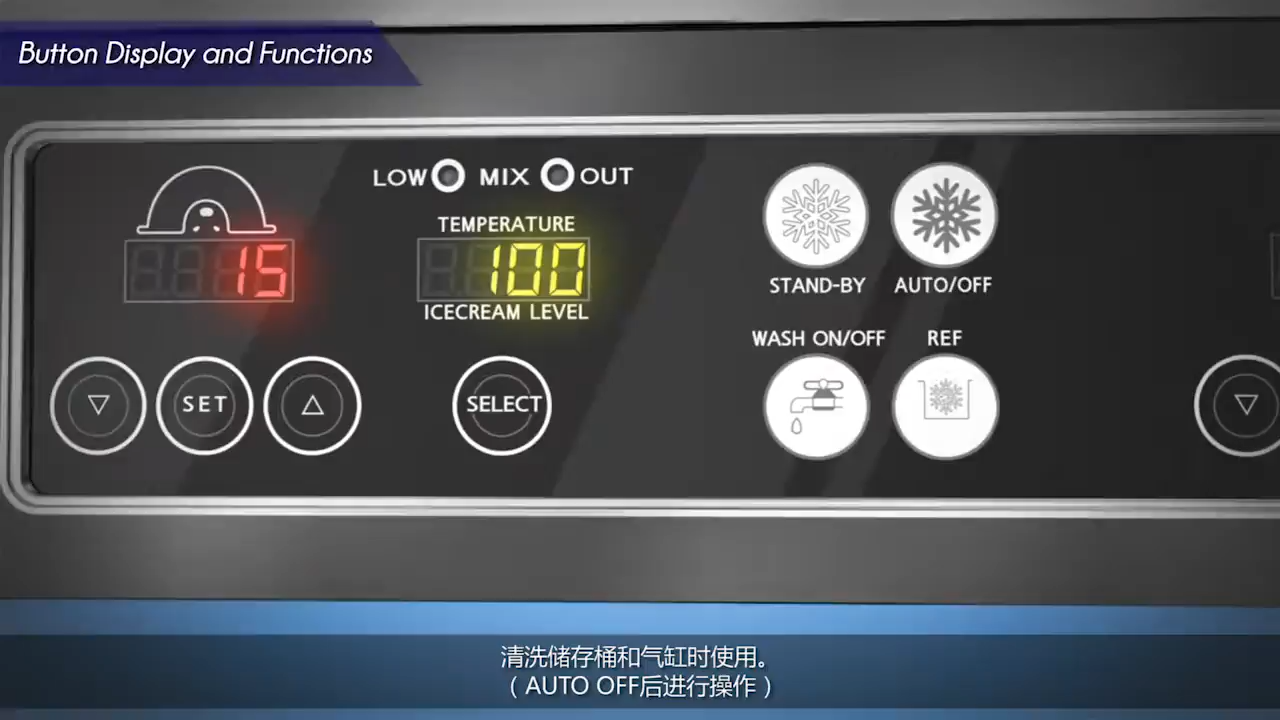 Button Display and Functions
LOW MIX OUT
TEMPERATURE
15
100
ICECREAM LEVEL
STAND-BY
AUTO/OFF
WASH ON/OFF
REF
SET
SELECT
清洗储存桶和气缸时使用。
（AUTO OFF后进行操作）